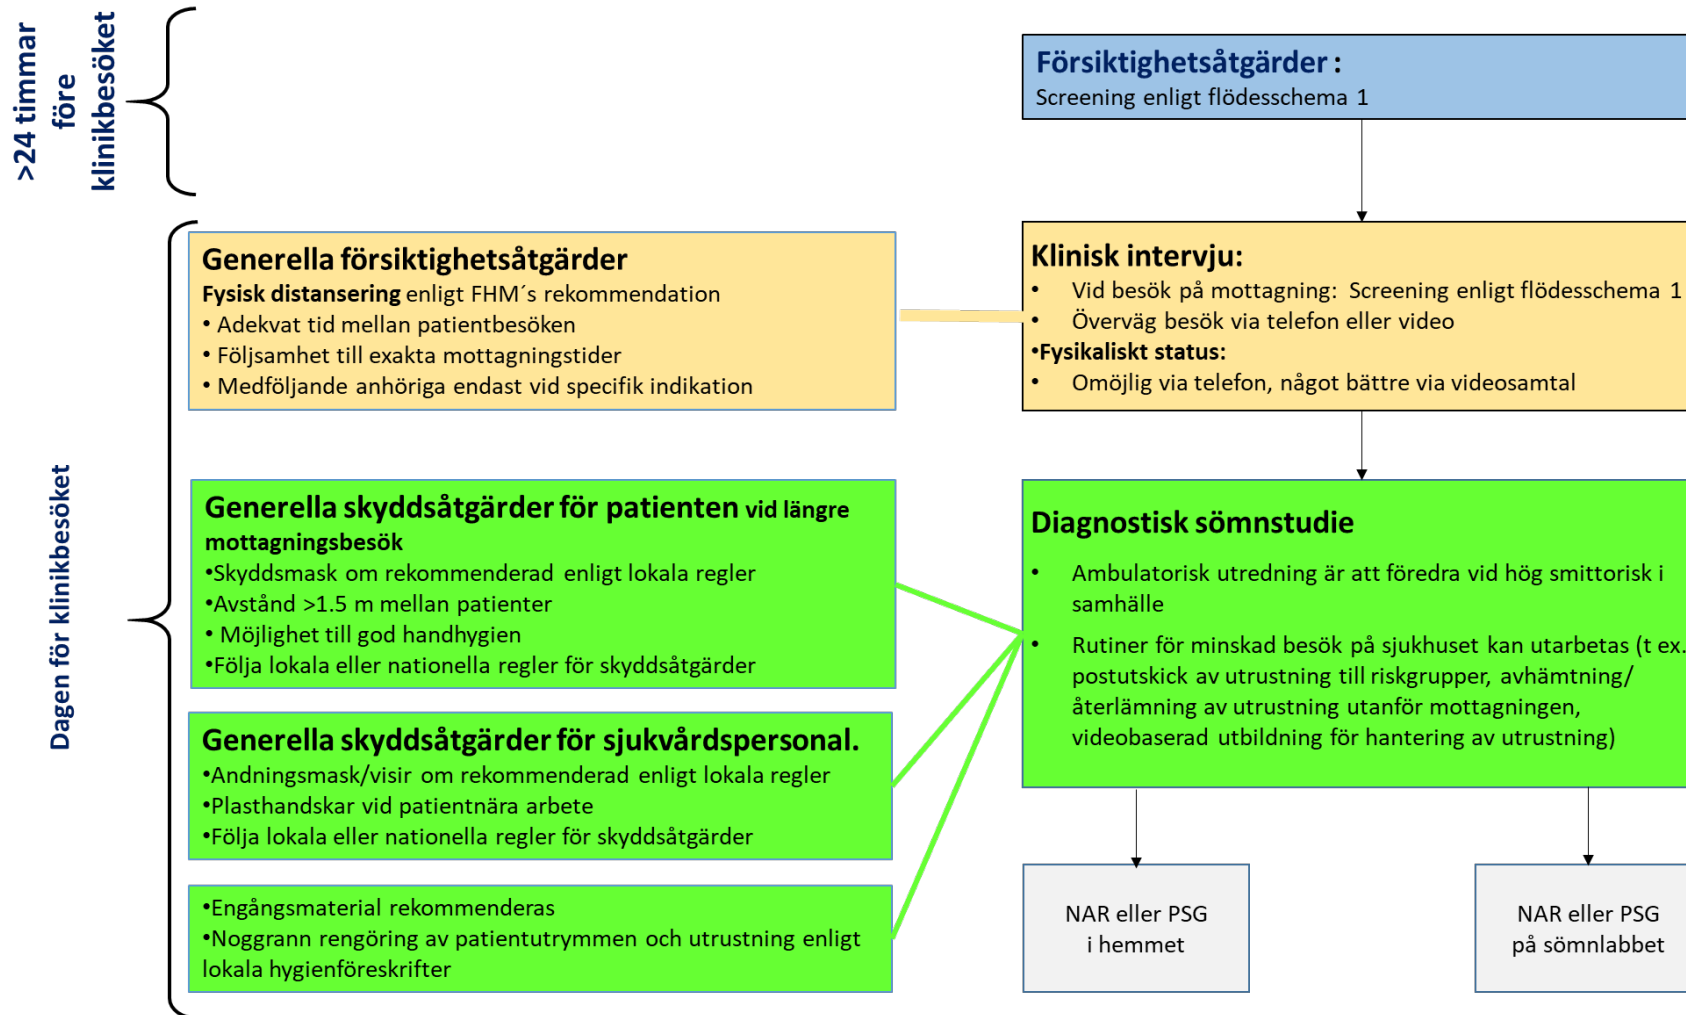 >24 timmar
före
klinikbesöket
Försiktighetsåtgärder :
Screening enligt flödesschema 1
Dagen för klinikbesöket
Generella försiktighetsåtgärder
Fysisk distansering enligt FHM´s rekommendation
• Adekvat tid mellan patientbesöken
• Följsamhet till exakta mottagningstider
• Medföljande anhöriga endast vid specifik indikation
Klinisk intervju:
• Vid besök på mottagning: Screening enligt flödesschema 1
• Överväg besök via telefon eller video
•Fysikaliskt status:
• Omöjlig via telefon, något bättre via videosamtal
Generella skyddsåtgärder för patienten vid längre
mottagningsbesök
•Skyddsmask om rekommenderad enligt lokala regler
•Avstånd >1.5 m mellan patienter
• Möjlighet till god handhygien
•Följa lokala eller nationella regler för skyddsåtgärder
Diagnostisk sömnstudie
• Ambulatorisk utredning är att föredra vid hög smittorisk i
samhälle
• Rutiner för minskad besök på sjukhuset kan utarbetas (t ex.
postutskick av utrustning till riskgrupper, avhämtning/
återlämning av utrustning utanför mottagningen,
videobaserad utbildning för hantering av utrustning)
Generella skyddsåtgärder för sjukvårdspersonal.
•Andningsmask/visir om rekommenderad enligt lokala regler
•Plasthandskar vid patientnära arbete
•Följa lokala eller nationella regler för skyddsåtgärder
•Engångsmaterial rekommenderas
•Noggrann rengöring av patientutrymmen och utrustning enligt
lokala hygienföreskrifter
NAR eller PSG
i hemmet
NAR eller PSG
på sömnlabbet